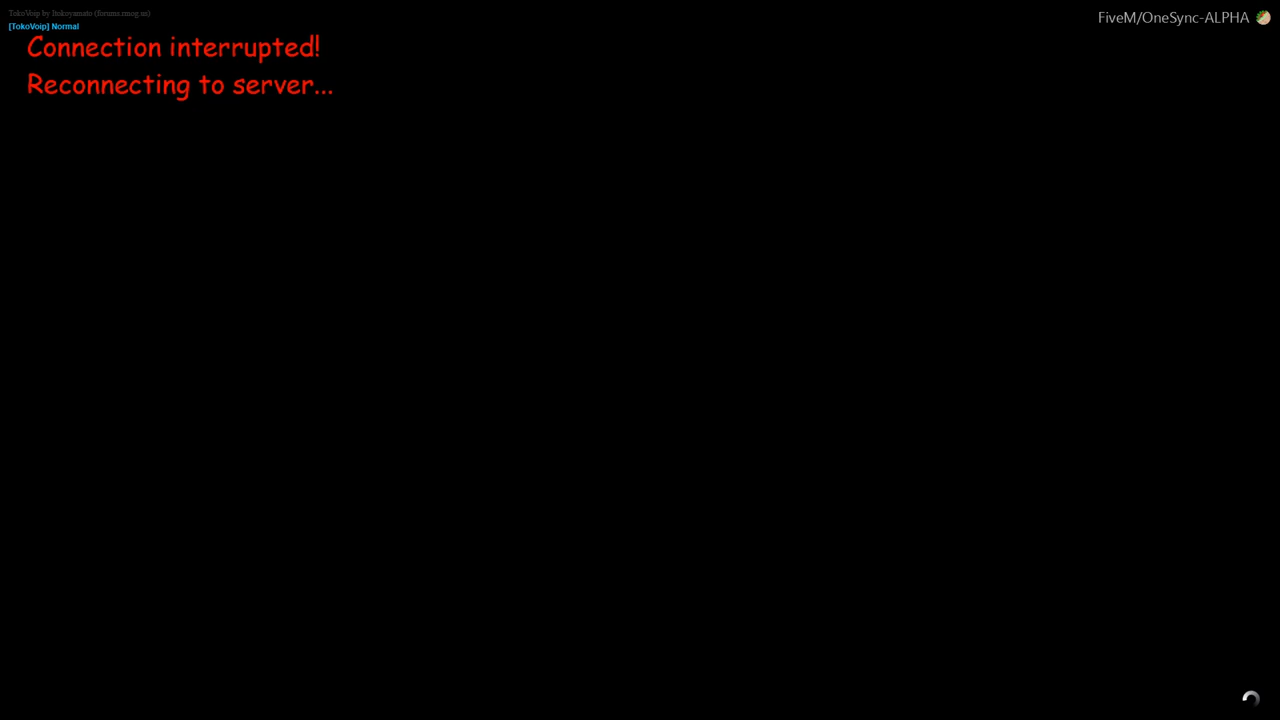 TokoVoip by Itokoyamato (forums.rmog.us)
[TokoVoip] Normal
FiveM/OneSync-ALPHA
Connection interrupted!
Reconnecting to server...